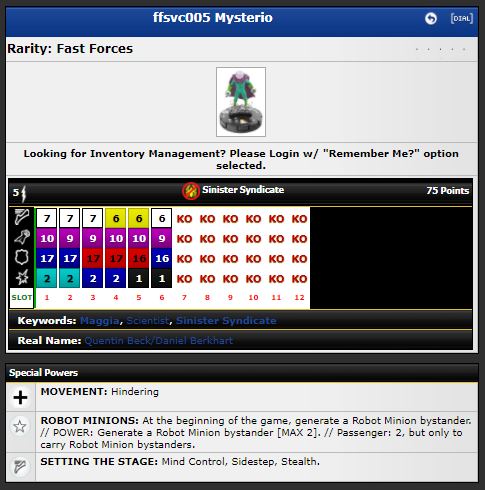 ffsvc005 Mysterio
[DIAL]
Rarity: Fast Forces
Looking for Inventory Management? Please Login w/ "Remember Me?" option
selected.
5 Sinister Syndicate 75 Points
7 7 7 6 6 6 KO KO KO KO KO KO
10 9 9 10 10 9 KO KO KO KO KO KO
17 17 17 17 16 16 KO KO KO KO KO KO
2 2 2 2 1 1 KO KO KO KO KO KO
SLOT 1 2 3 4 5 6 7 8 9 10 11 12
Keywords: Maggia, Scientist, Sinister Syndicate
Real Name: Quentin Beck/Daniel Berkhart
Special Powers
MOVEMENT: Hindering
ROBOT MINIONS: At the beginning of the game, generate a Robot Minion bystander.
// POWER: Generate a Robot Minion bystander [MAX 2]. // Passenger: 2, but only to
carry Robot Minion bystanders.
SETTING THE STAGE: Mind Control, Sidestep, Stealth.